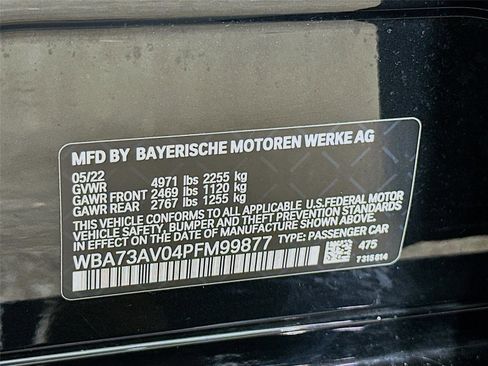 MFD BY BAYERISCHE MOTOREN WERKE AG
05/22
GVWR 4971 lbs 2255 kg
GAWR FRONT 2469 lbs 1120 kg
GAWR REAR 2767 lbs 1255 kg
THIS VEHICLE CONFORMS TO ALL APPLICABLE U.S.FEDERAL MOTOR
VEHICLE SAFETY, BUMPER AND THEFT PREVENTION STANDARDS
IN EFFECT ON THE DATE OF MANUFACTURE SHOWN ABOVE.
WBA73AV04PFM99877 TYPE: PASSENGER CAR
475
7315614